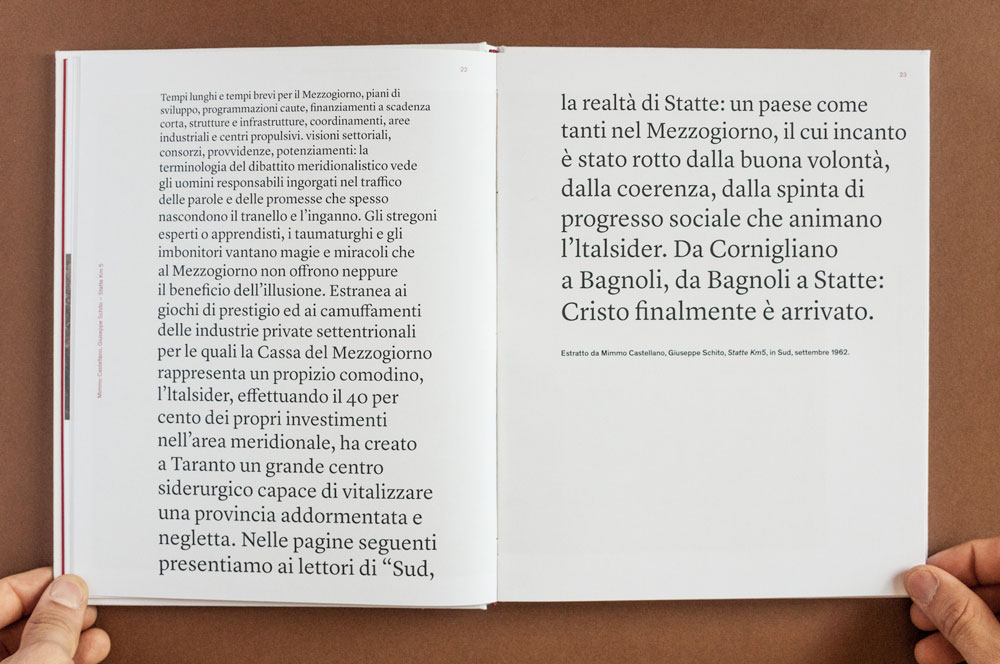 22
Tempi lunghi e tempi brevi per il Mezzogiorno, piani di
sviluppo, programmazioni caute, finanziamenti a scadenza
corta, strutture e infrastrutture, coordinamenti, aree
industriali e centri propulsivi. visioni settoriali,
consorzi, provvidenze, potenziamenti: la
terminologia del dibattito meridionalistico vede
gli uomini responsabili ingorgati nel traffico
delle parole e delle promesse che spesso
nascondono il tranello e l’inganno. Gli stregoni
esperti o apprendisti, i taumaturghi e gli
imbonitori vantano magie e miracoli che
al Mezzogiorno non offrono neppure
il beneficio dell’illusione. Estranea ai
giochi di prestigio ed ai camuffamenti
delle industrie private settentrionali
per le quali la Cassa del Mezzogiorno
rappresenta un propizio comodino,
l’Italsider, effettuando il 40 per
cento dei propri investimenti
nell’area meridionale, ha creato
a Taranto un grande centro
siderurgico capace di vitalizzare
una provincia addormentata e
negletta. Nelle pagine seguenti
presentiamo ai lettori di “Sud,
Mimmo Castellano, Giuseppe Schito – Statte Km 5
23
la realtà di Statte: un paese come
tanti nel Mezzogiorno, il cui incanto
è stato rotto dalla buona volontà,
dalla coerenza, dalla spinta di
progresso sociale che animano
l’Italsider. Da Cornigliano
a Bagnoli, da Bagnoli a Statte:
Cristo finalmente è arrivato.
Estratto da Mimmo Castellano, Giuseppe Schito, Statte Km5, in Sud, settembre 1962.